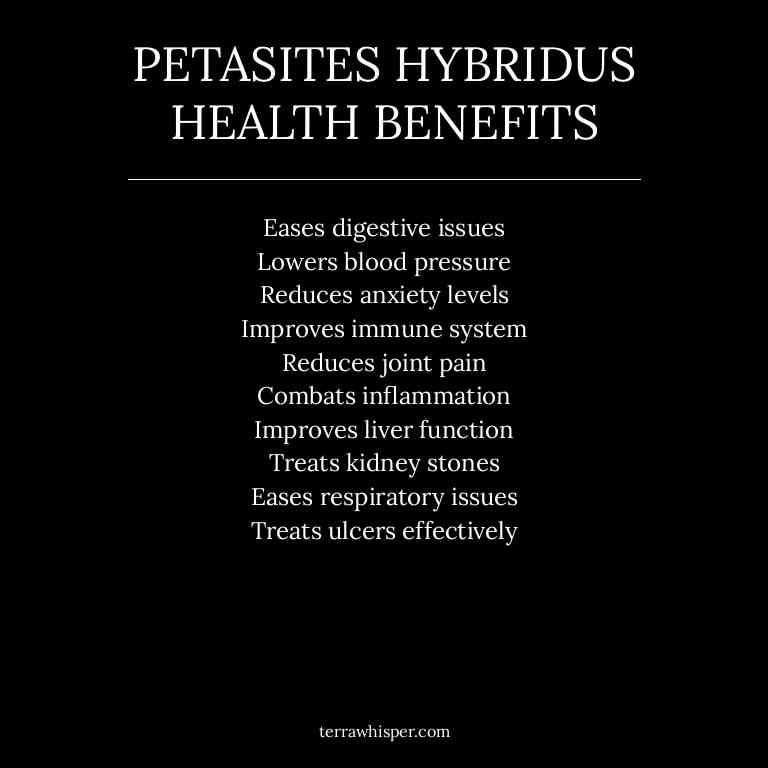 PETASITES HYBRIDUS
HEALTH BENEFITS
Eases digestive issues
Lowers blood pressure
Reduces anxiety levels
Improves immune system
Reduces joint pain
Combats inflammation
Improves liver function
Treats kidney stones
Eases respiratory issues
Treats ulcers effectively
terrawhisper.com